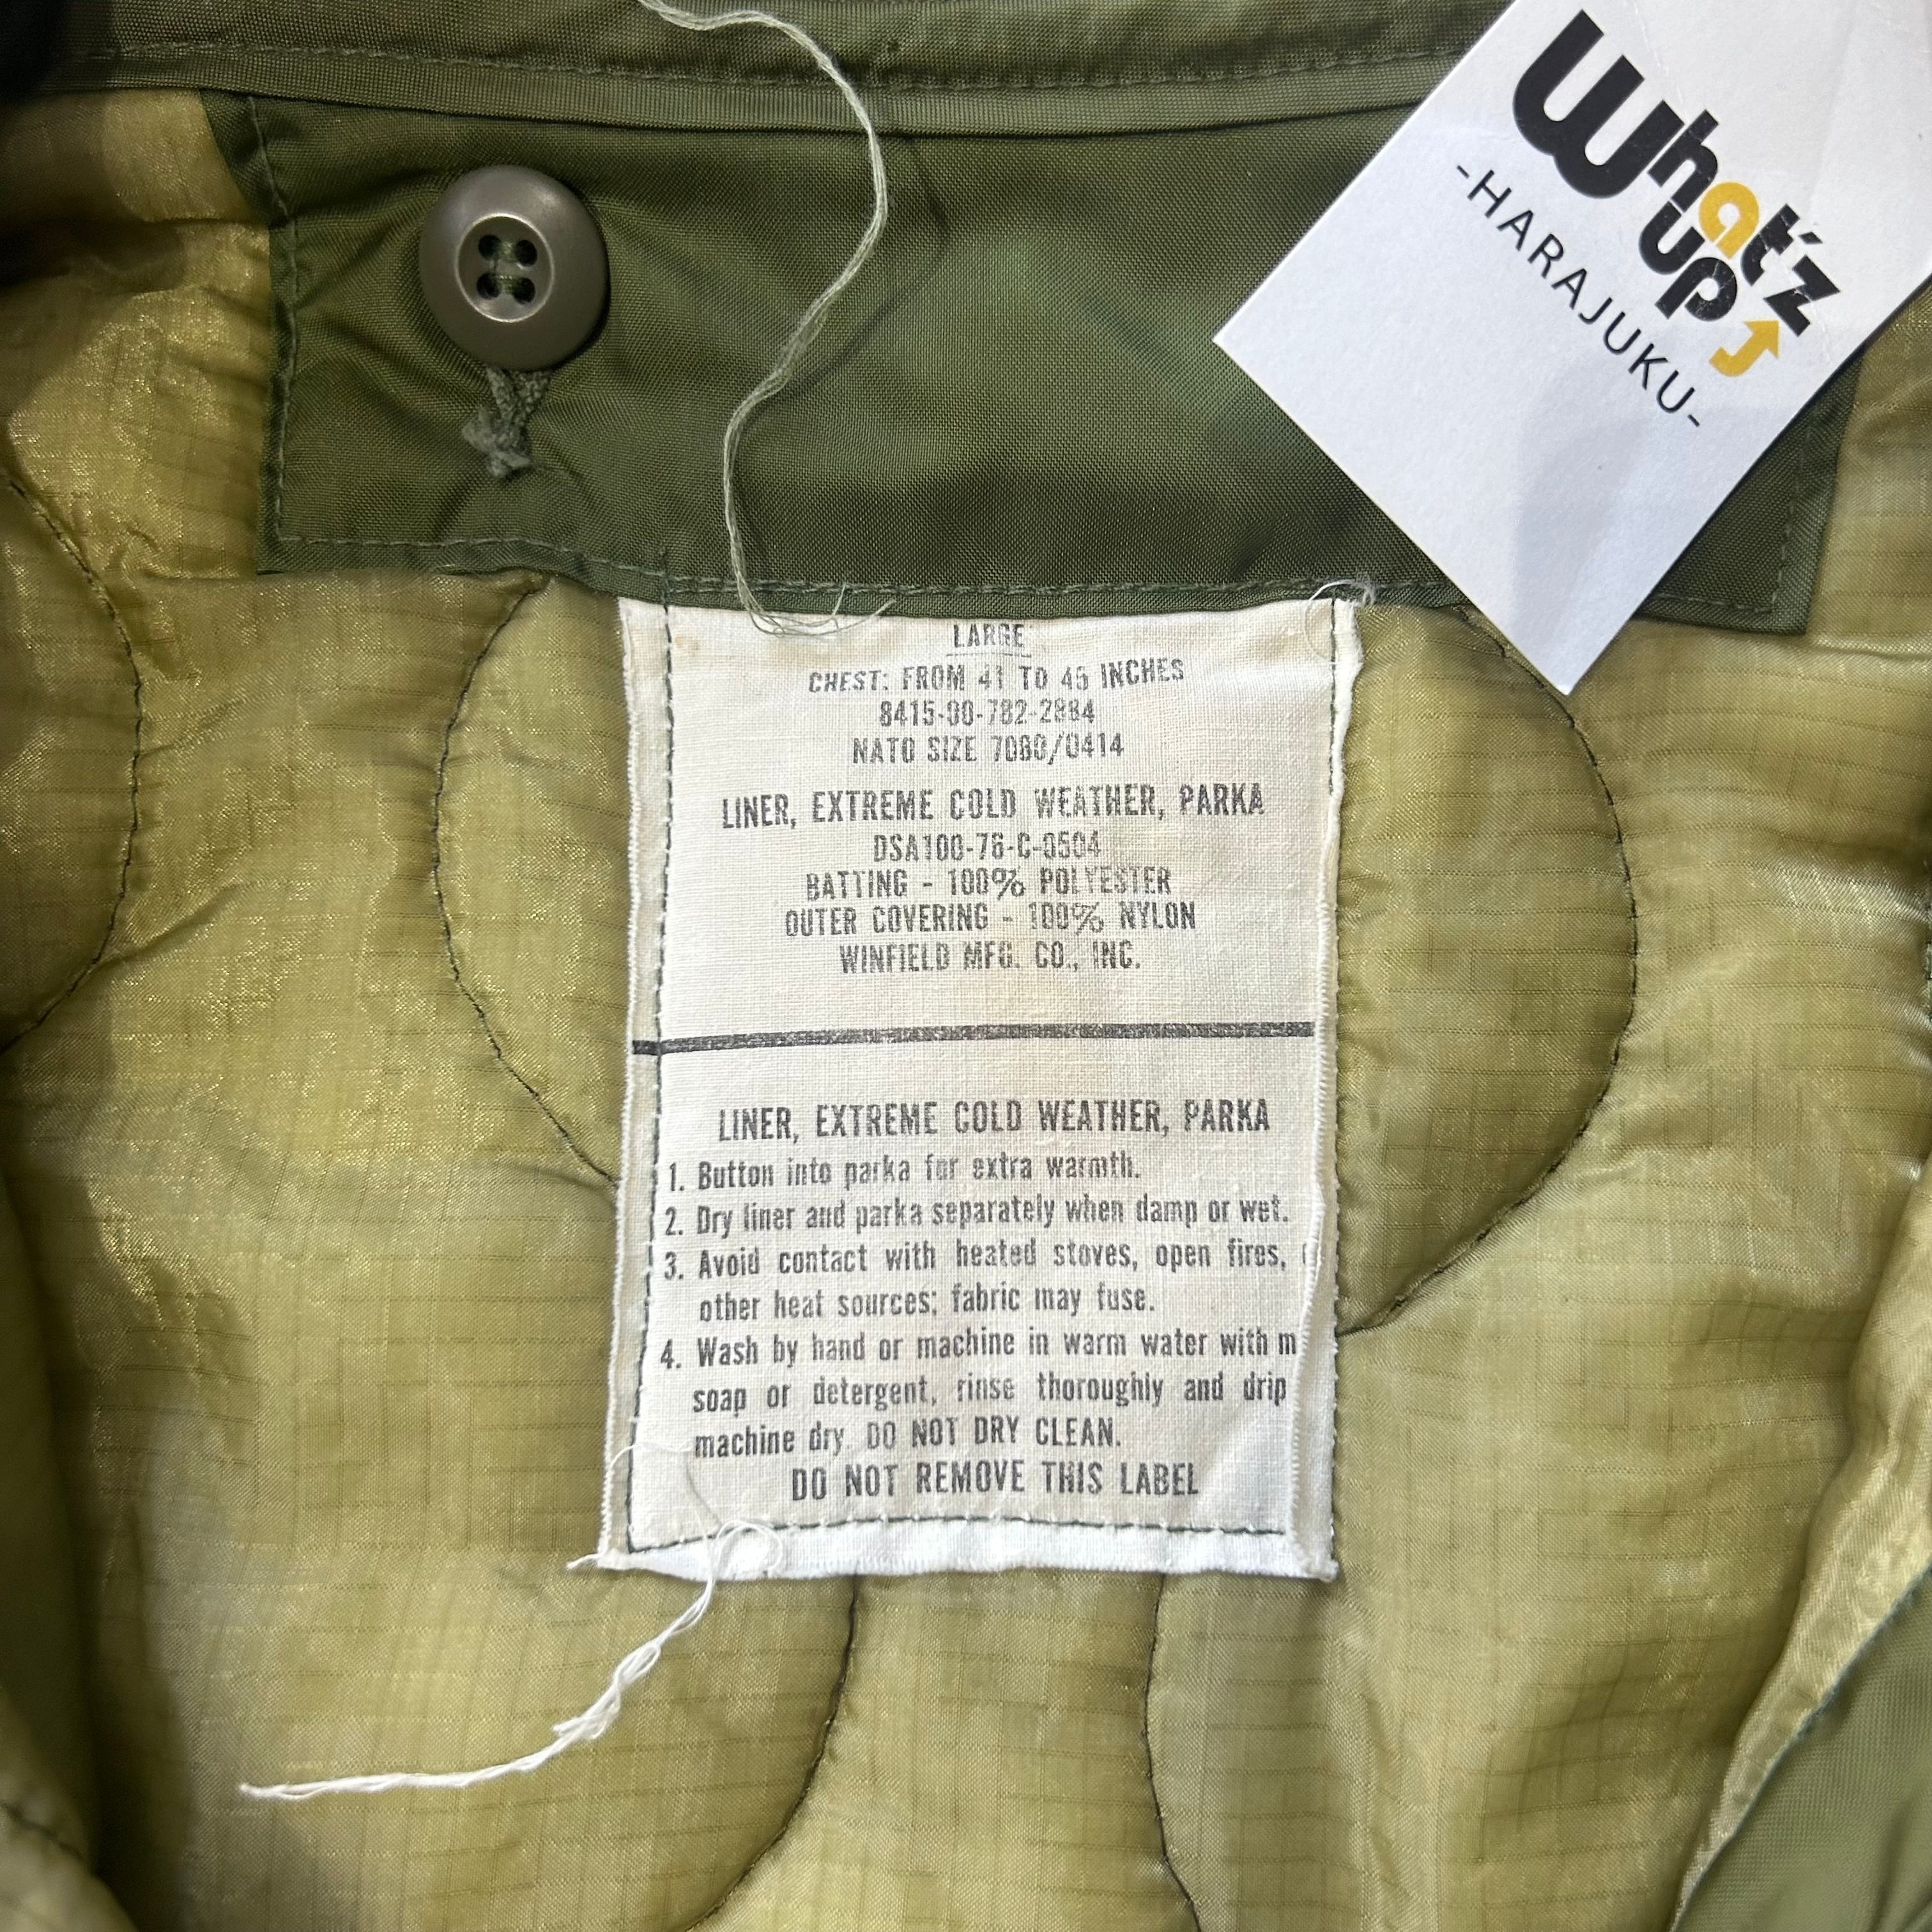 What'z
up
-HARAJUKU-
LARGE
CHEST: FROM 41 TO 45 INCHES
8415-00-782-2884
NATO SIZE 7080/0414
LINER, EXTREME COLD WEATHER, PARKA
DSA100-76-C-0504
BATTING - 100% POLYESTER
OUTER COVERING - 100% NYLON
WINFIELD MFG. CO., INC.
LINER, EXTREME COLD WEATHER, PARKA
1. Button into parka for extra warmth.
2. Dry liner and parka separately when damp or wet.
3. Avoid contact with heated stoves, open fires,
other heat sources; fabric may fuse.
4. Wash by hand or machine in warm water with m
soap or detergent, rinse thoroughly and drip
machine dry. DO NOT DRY CLEAN.
DO NOT REMOVE THIS LABEL